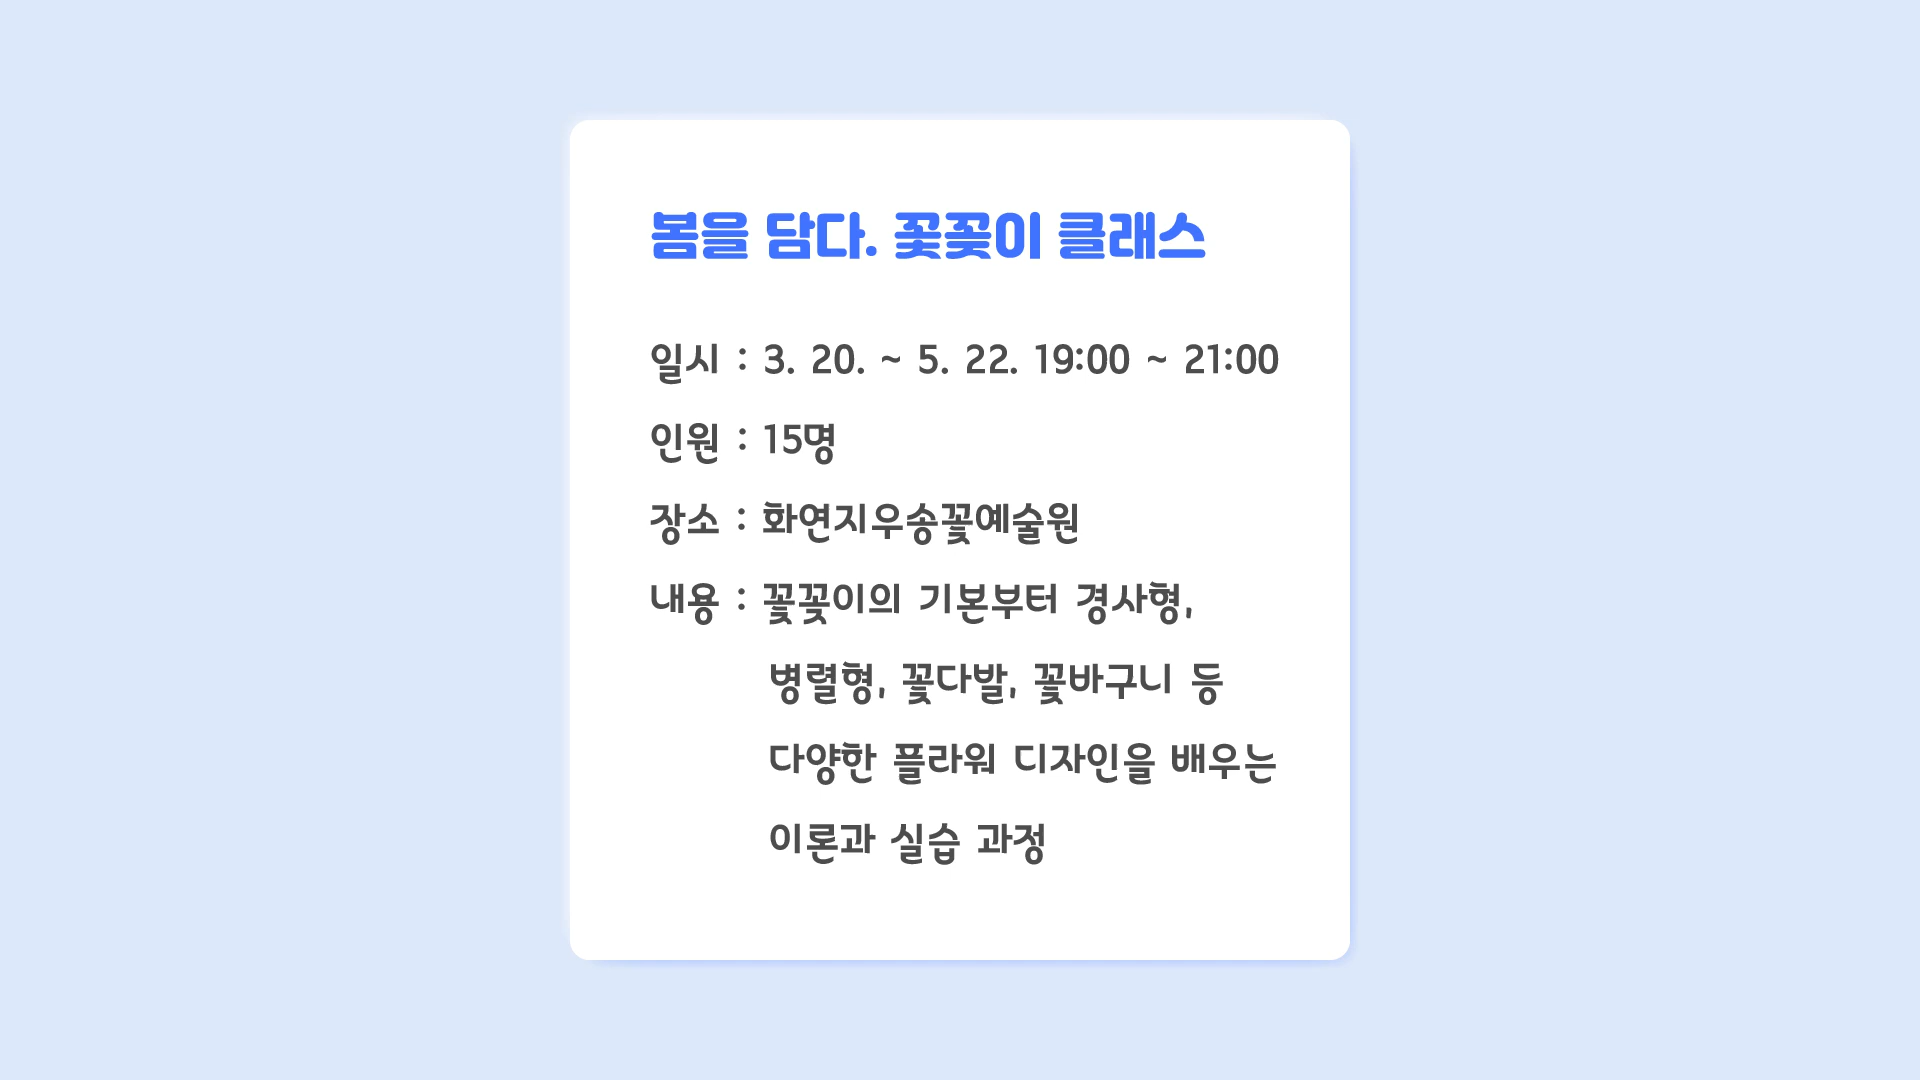 봄을 담다. 꽃꽂이 클래스
일시 : 3. 20. ~ 5. 22. 19:00 ~ 21:00
인원 : 15명
장소 : 화연지우송꽃예술원
내용 : 꽃꽂이의 기본부터 경사형,
병렬형, 꽃다발, 꽃바구니 등
다양한 플라워 디자인을 배우는
이론과 실습 과정